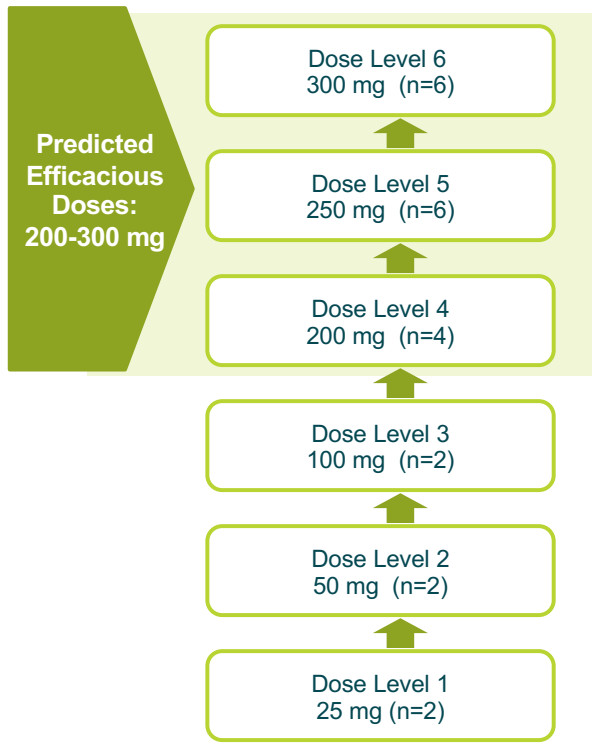 Predicted
Efficacious
Doses:
200-300 mg
Dose Level 6
300 mg (n=6)
Dose Level 5
250 mg (n=6)
Dose Level 4
200 mg (n=4)
Dose Level 3
100 mg (n=2)
Dose Level 2
50 mg (n=2)
Dose Level 1
25 mg (n=2)